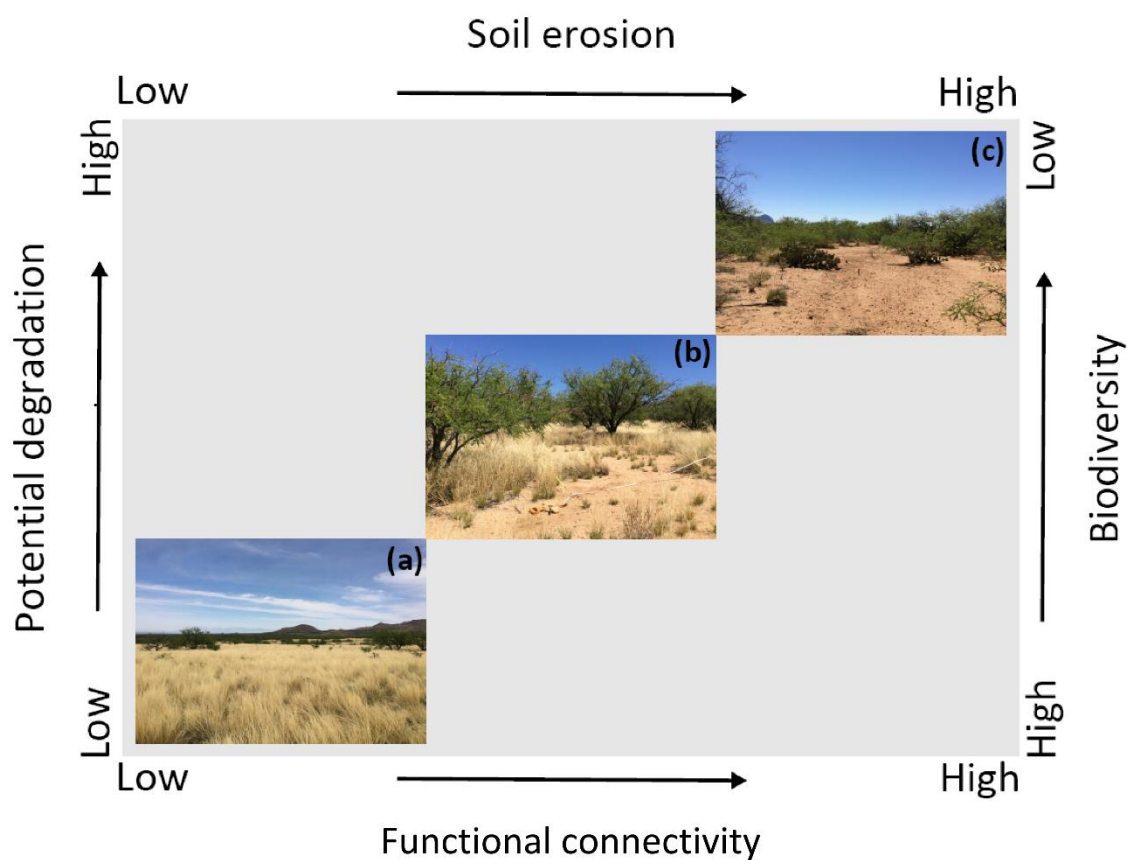 Soil erosion
Low
High
High
Low
(c)
Potential degradation
(b)
Biodiversity
(a)
Low
High
Low
High
Functional connectivity